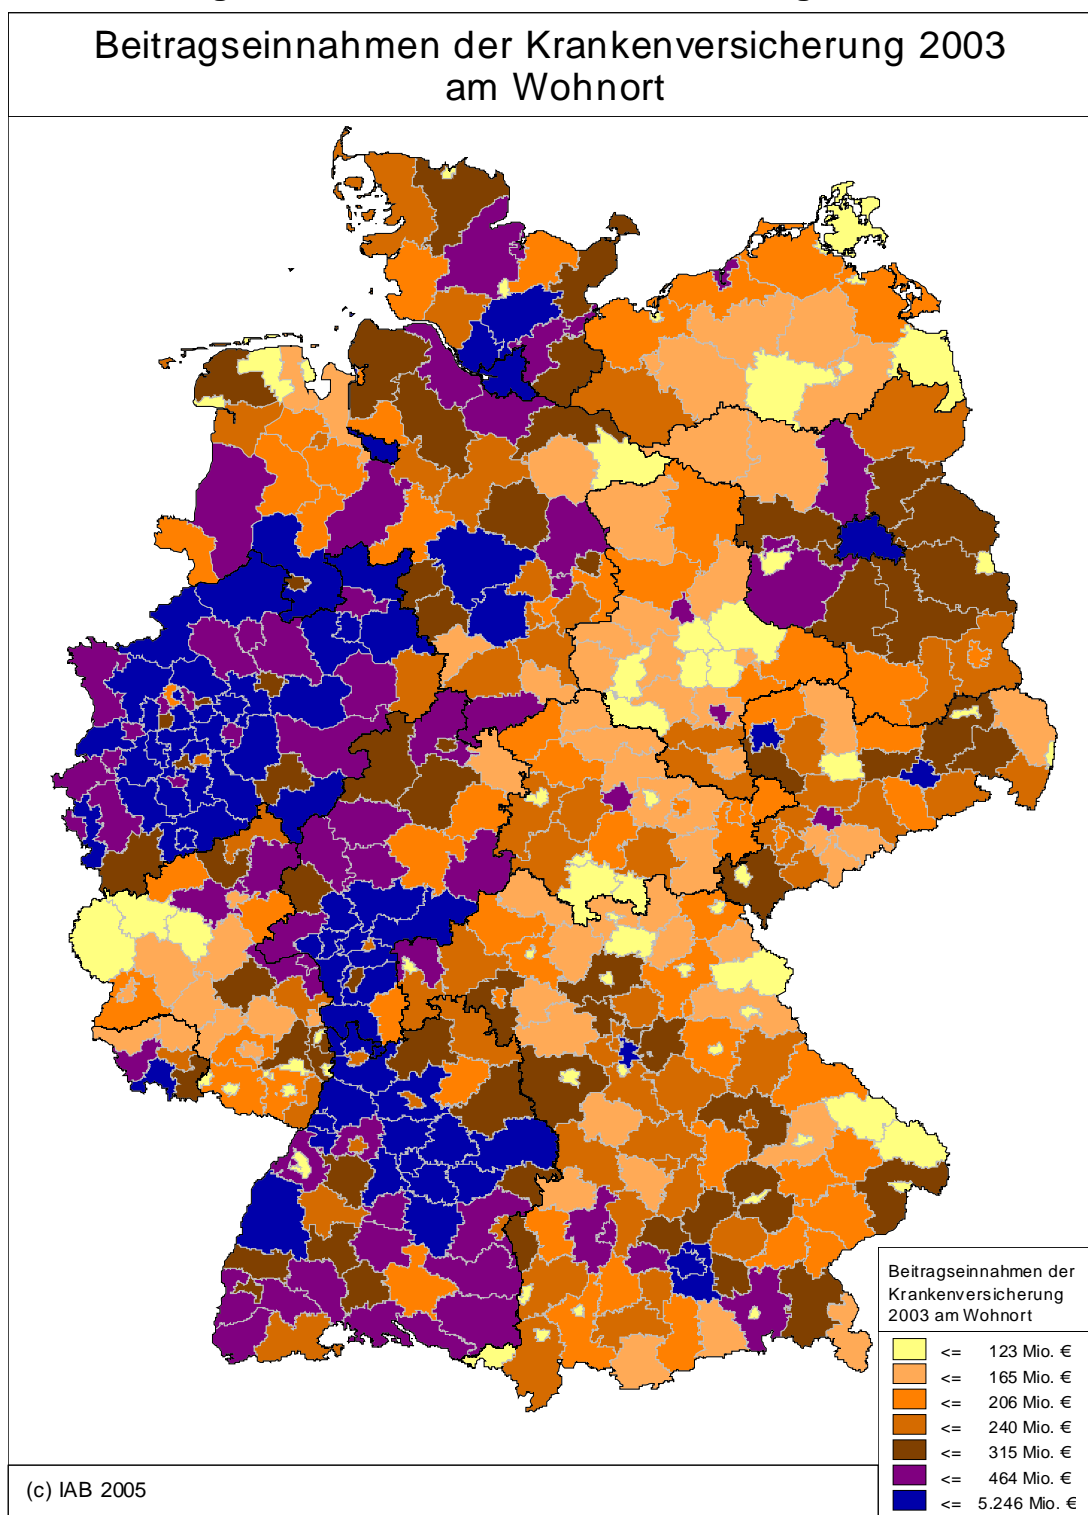 Beitragseinnahmen der Krankenversicherung 2003
am Wohnort
Beitragseinnahmen der
Krankenversicherung
2003 am Wohnort
<= 123 Mio. €
<= 165 Mio. €
<= 206 Mio. €
<= 240 Mio. €
<= 315 Mio. €
<= 464 Mio. €
<= 5.246 Mio. €
(c) IAB 2005